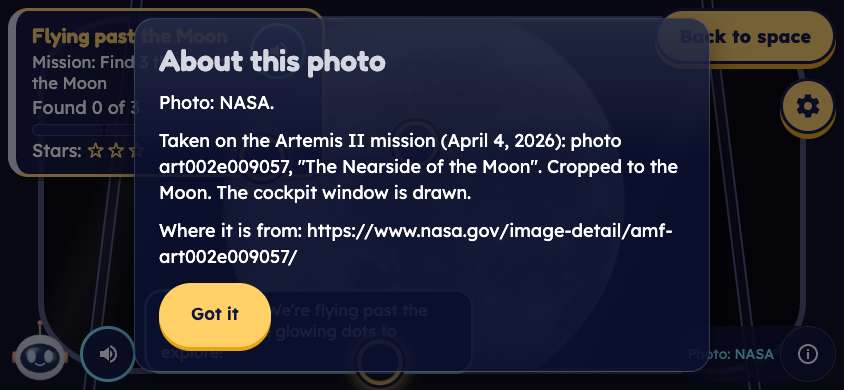 Flying past the Moon
Mission: Find 3
the Moon
Found 0 of 3
Stars:
Back to space
About this photo
Photo: NASA.
Taken on the Artemis II mission (April 4, 2026): photo
art002e009057, "The Nearside of the Moon". Cropped to the
Moon. The cockpit window is drawn.
Where it is from: https://www.nasa.gov/image-detail/amf-
art002e009057/
Got it
We're flying past the
glowing dots to
explore!
Photo: NASA